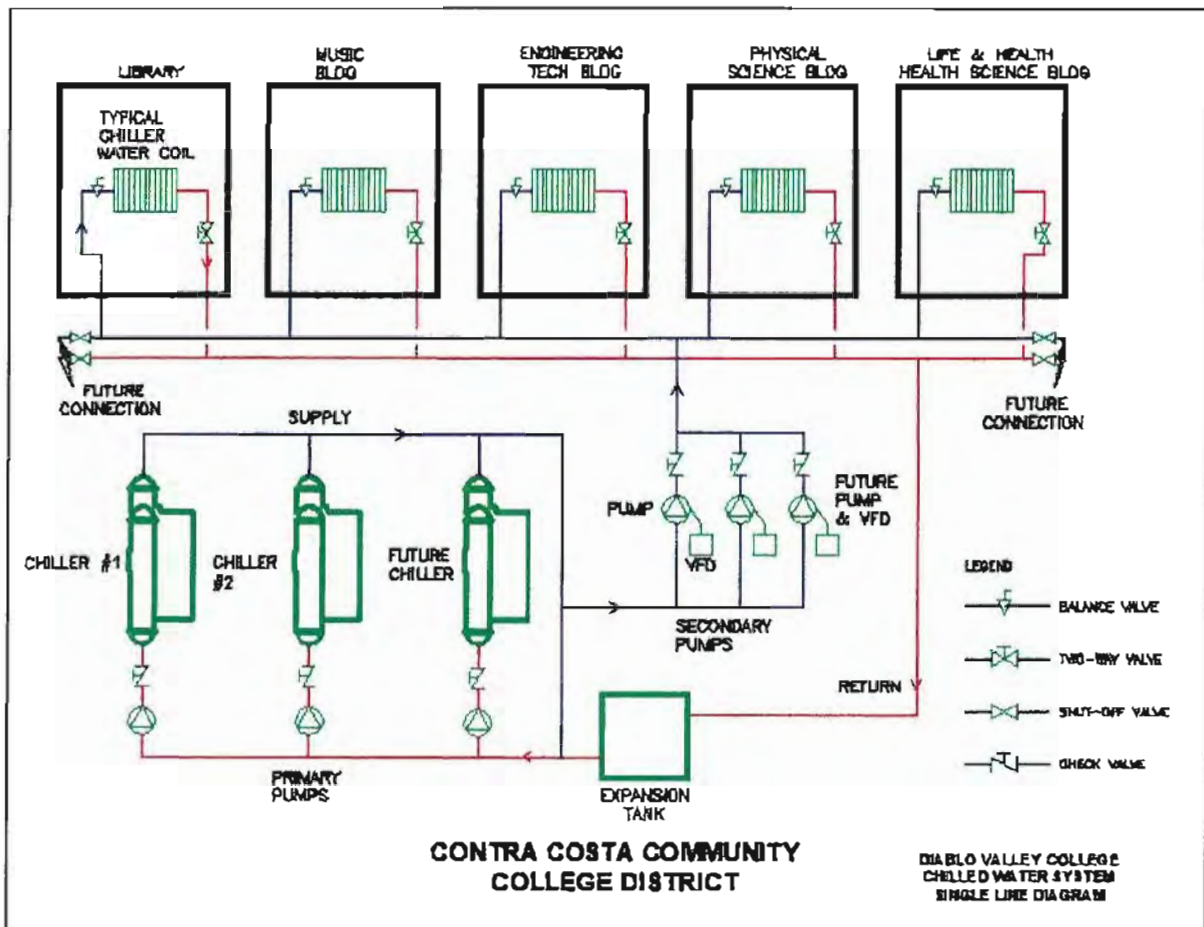 LIBRARY
MUSIC
BLDG
ENGINEERING
TECH BLDG
PHYSICAL
SCIENCE BLDG
LIFE & HEALTH
HEALTH SCIENCE BLDG
TYPICAL
CHILLER
WATER COIL
FUTURE
CONNECTION
FUTURE
CONNECTION
SUPPLY
CHILLER #1
CHILLER
#2
FUTURE
CHILLER
PUMP
VFD
FUTURE
PUMP
& VFD
SECONDARY
PUMPS
RETURN
PRIMARY
PUMPS
EXPANSION
TANK
LEGEND
BALANCE VALVE
TWO-WAY VALVE
SHUT-OFF VALVE
CHECK VALVE
CONTRA COSTA COMMUNITY
COLLEGE DISTRICT
DIABLO VALLEY COLLEGE
CHILLED WATER SYSTEM
SINGLE LINE DIAGRAM